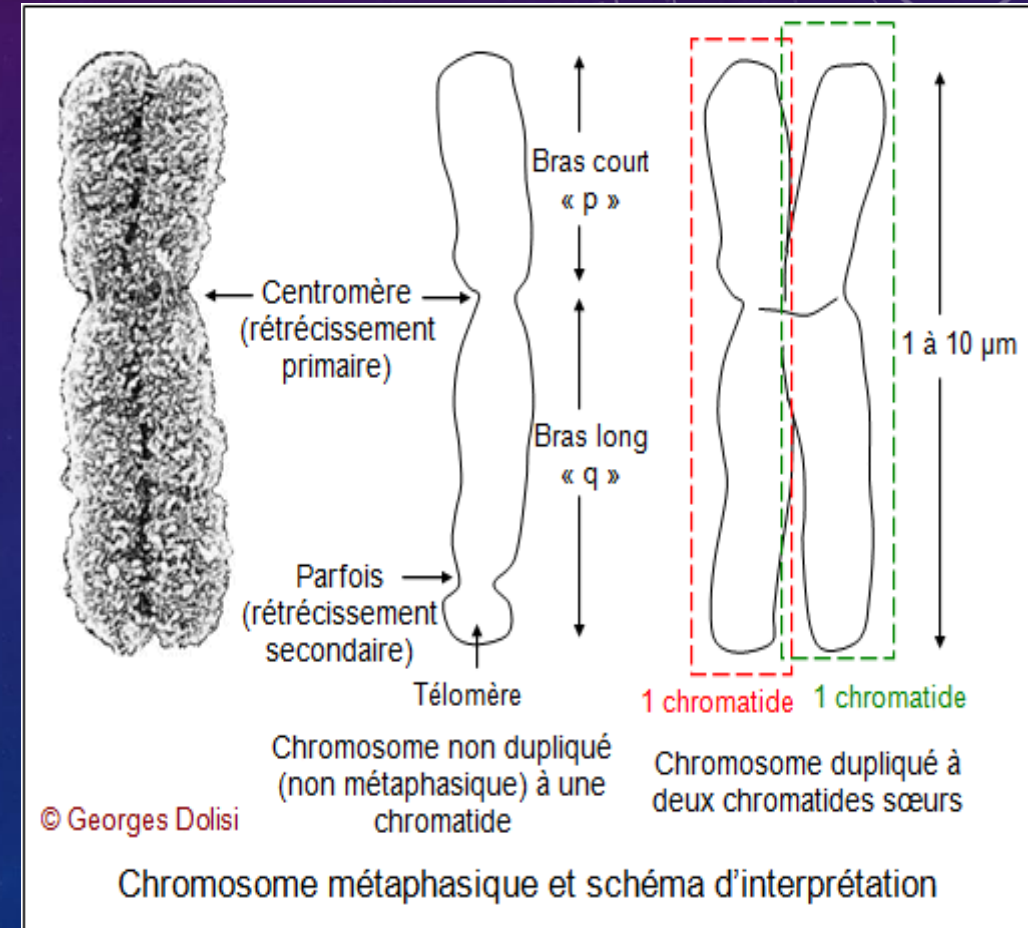 Bras court
« p »
Centromère
(rétrécissement
primaire)
1 à 10 µm
Bras long
« q »
Parfois
(rétrécissement
secondaire)
Télomère
1 chromatide
1 chromatide
Chromosome non dupliqué
(non métaphasique) à une
chromatide
Chromosome dupliqué à
deux chromatides sœurs
© Georges Dolisi
Chromosome métaphasique et schéma d’interprétation